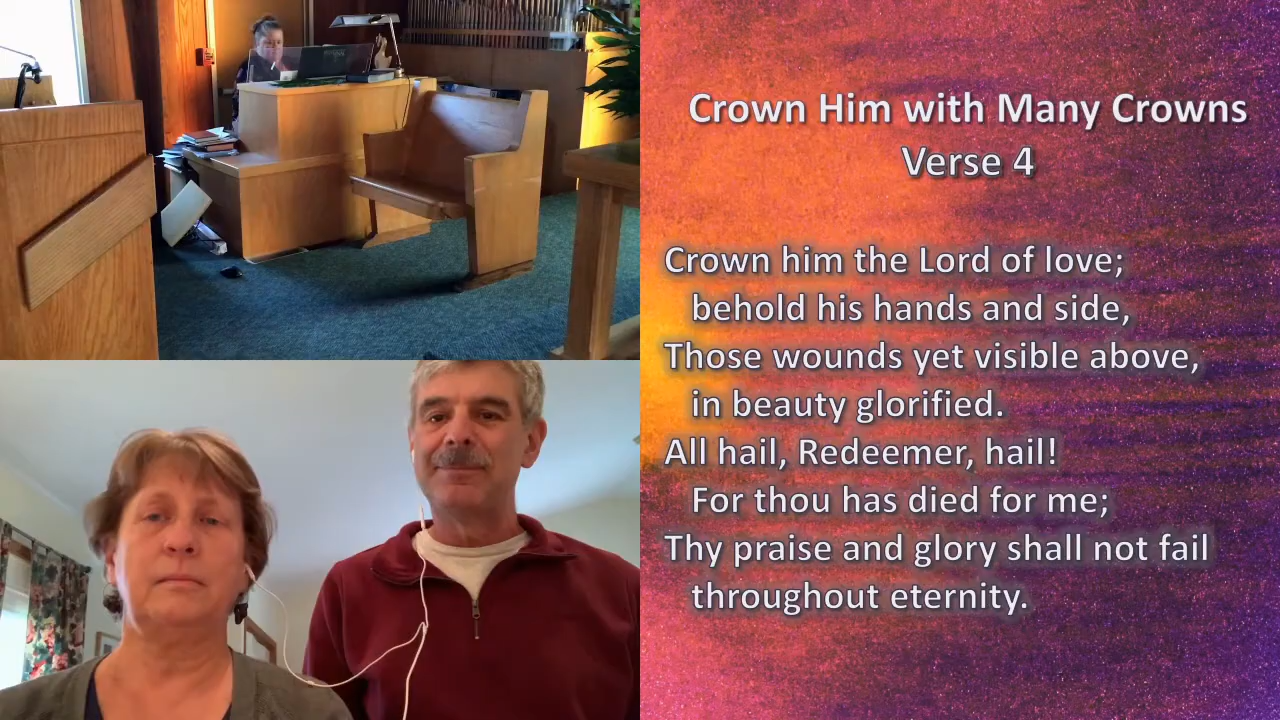 Crown Him with Many Crowns
Verse 4
Crown him the Lord of love;
behold his hands and side,
Those wounds yet visible above,
in beauty glorified.
All hail, Redeemer, hail!
For thou has died for me;
Thy praise and glory shall not fail
throughout eternity.